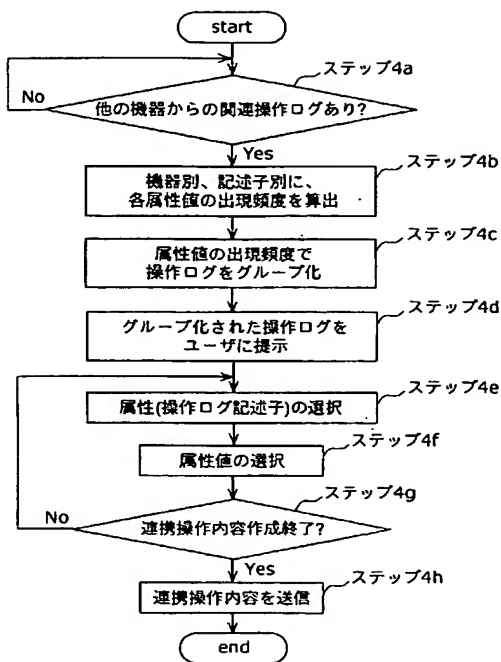 start
ステップ4a
他の機器からの関連操作ログあり?
No
Yes
ステップ4b
機器別、記述子別に、
各属性値の出現頻度を算出
ステップ4c
属性値の出現頻度で
操作ログをグループ化
ステップ4d
グループ化された操作ログを
ユーザに提示
ステップ4e
属性(操作ログ記述子)の選択
ステップ4f
属性値の選択
ステップ4g
連携操作内容作成終了?
No
Yes
ステップ4h
連携操作内容を送信
end